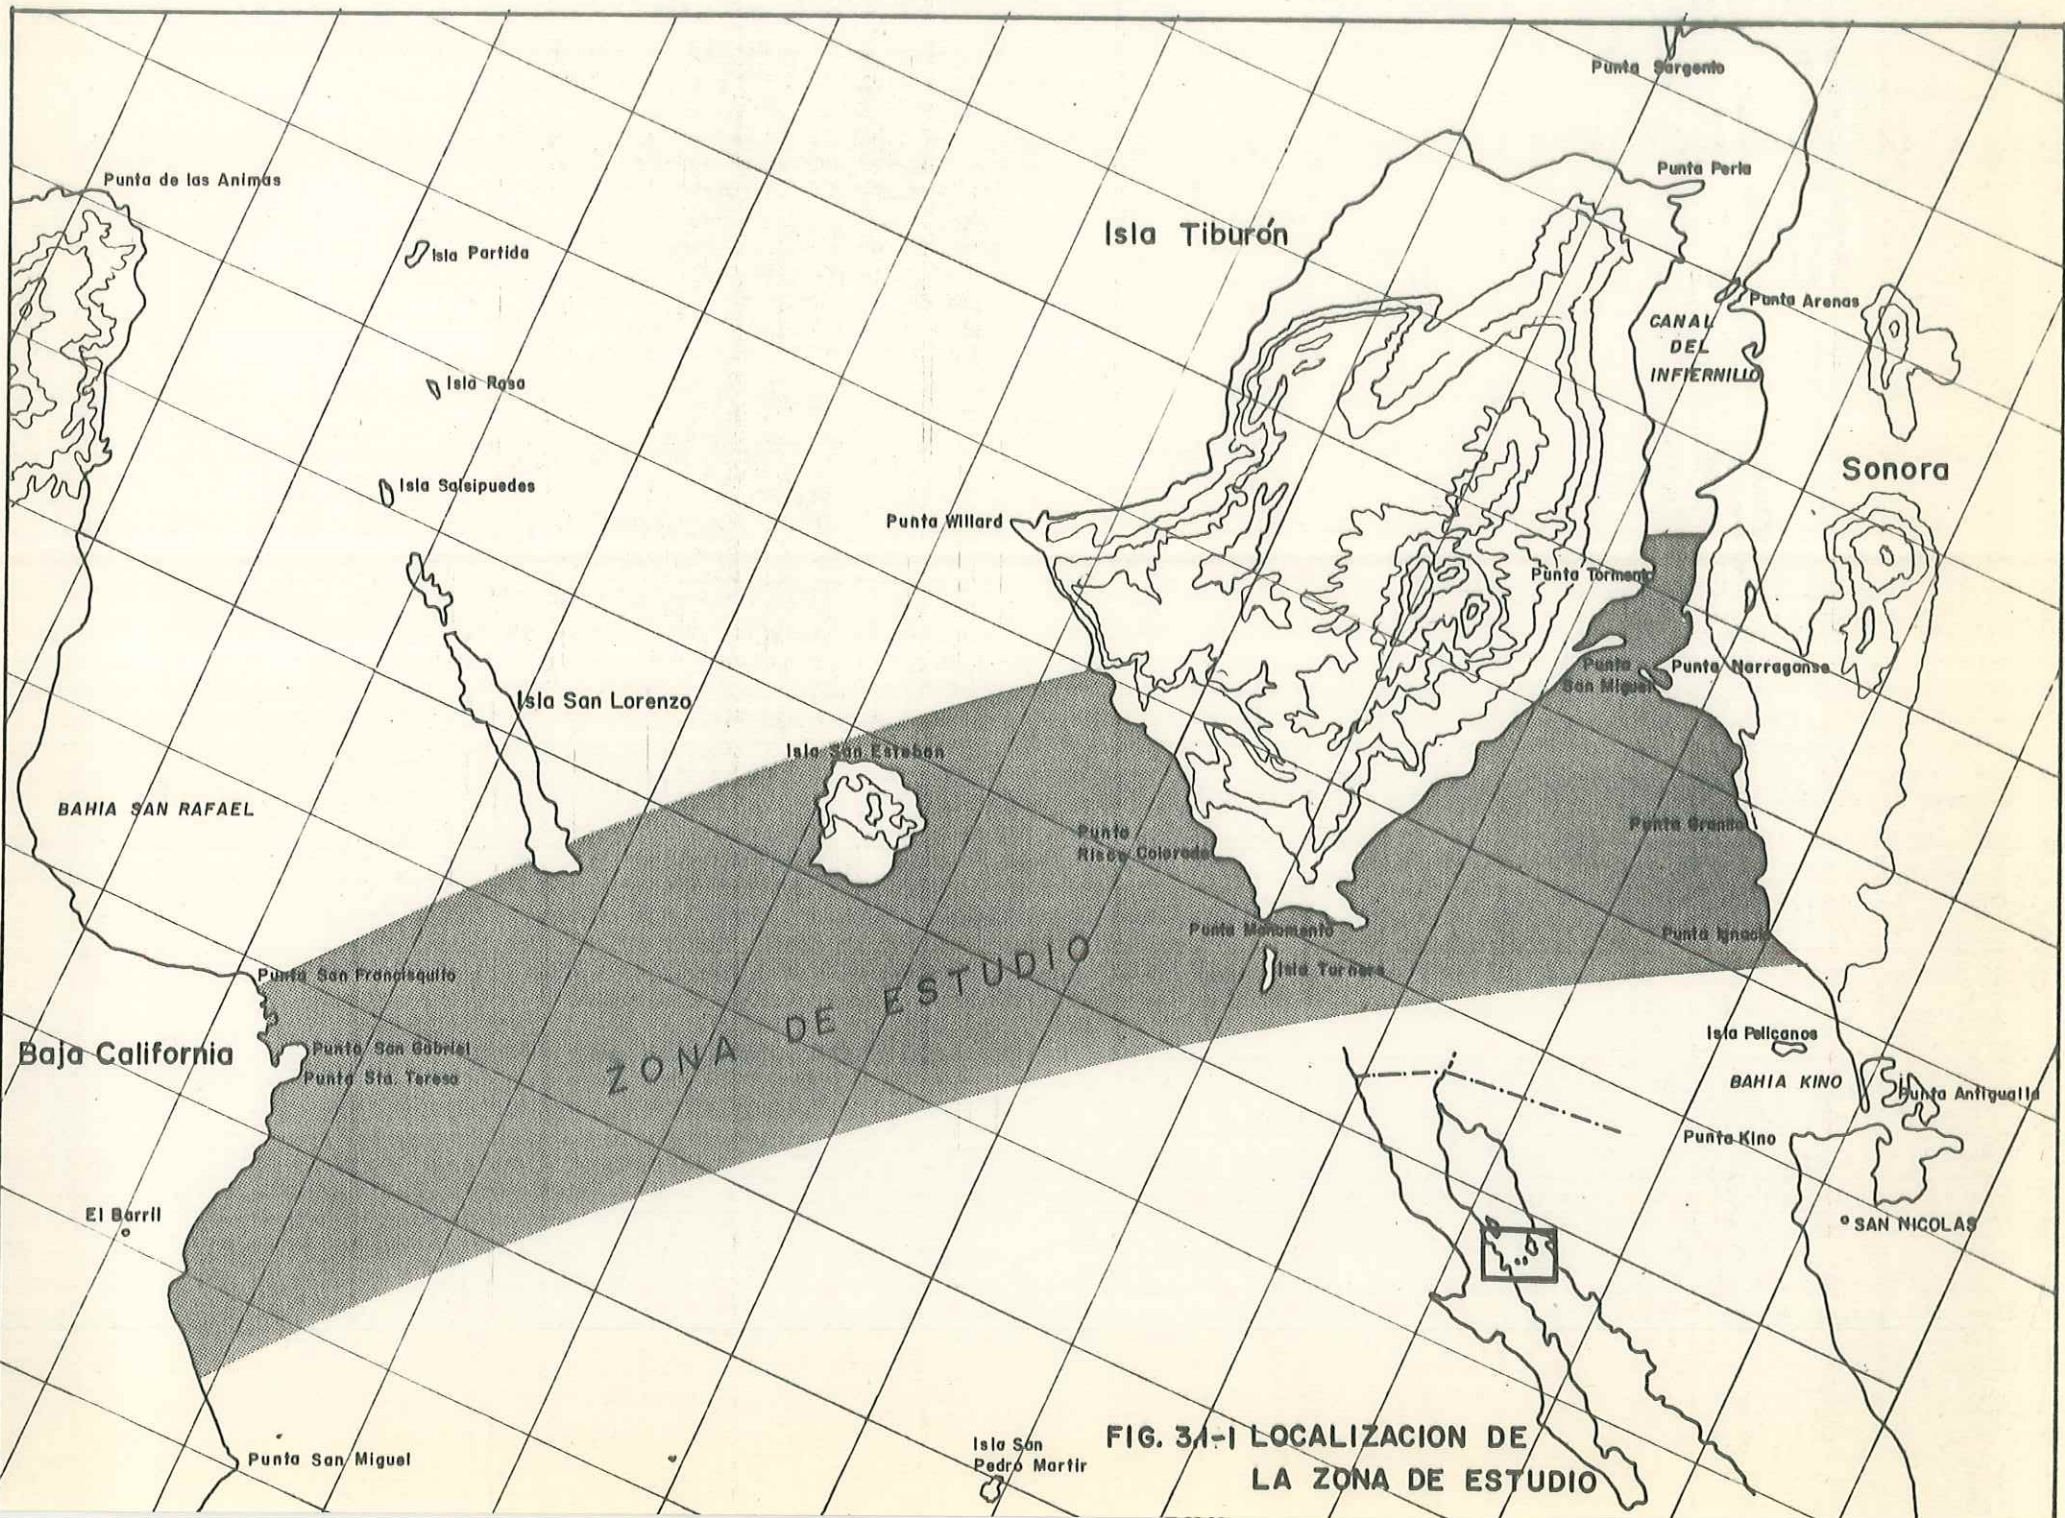 Punta Sargento
Punta Perla
Punta de las Animas
Isla Tiburón
Isla Partida
Punta Arenas
CANAL
DEL
INFIERNILLO
Isla Rasa
Sonora
Isla Salsipuedes
Punta Willard
Punta Torment
Punta
San Miguel
Punta Narraganse
Isla San Lorenzo
Isla San Esteban
BAHIA SAN RAFAEL
Punta
Risco Colorado
Punta Granito
Punta Monumento
Punta Ignacio
Isla Turners
Punta San Francisquito
ZONA DE ESTUDIO
Isla Pelicanos
Baja California
Punta San Gabriel
Punta Sta. Teresa
BAHIA KINO
Punta Antigualla
Punta Kino
El Barril
SAN NICOLAS
Punta San Miguel
Isla San
Pedro Martir
FIG. 3.1-1 LOCALIZACION DE
LA ZONA DE ESTUDIO